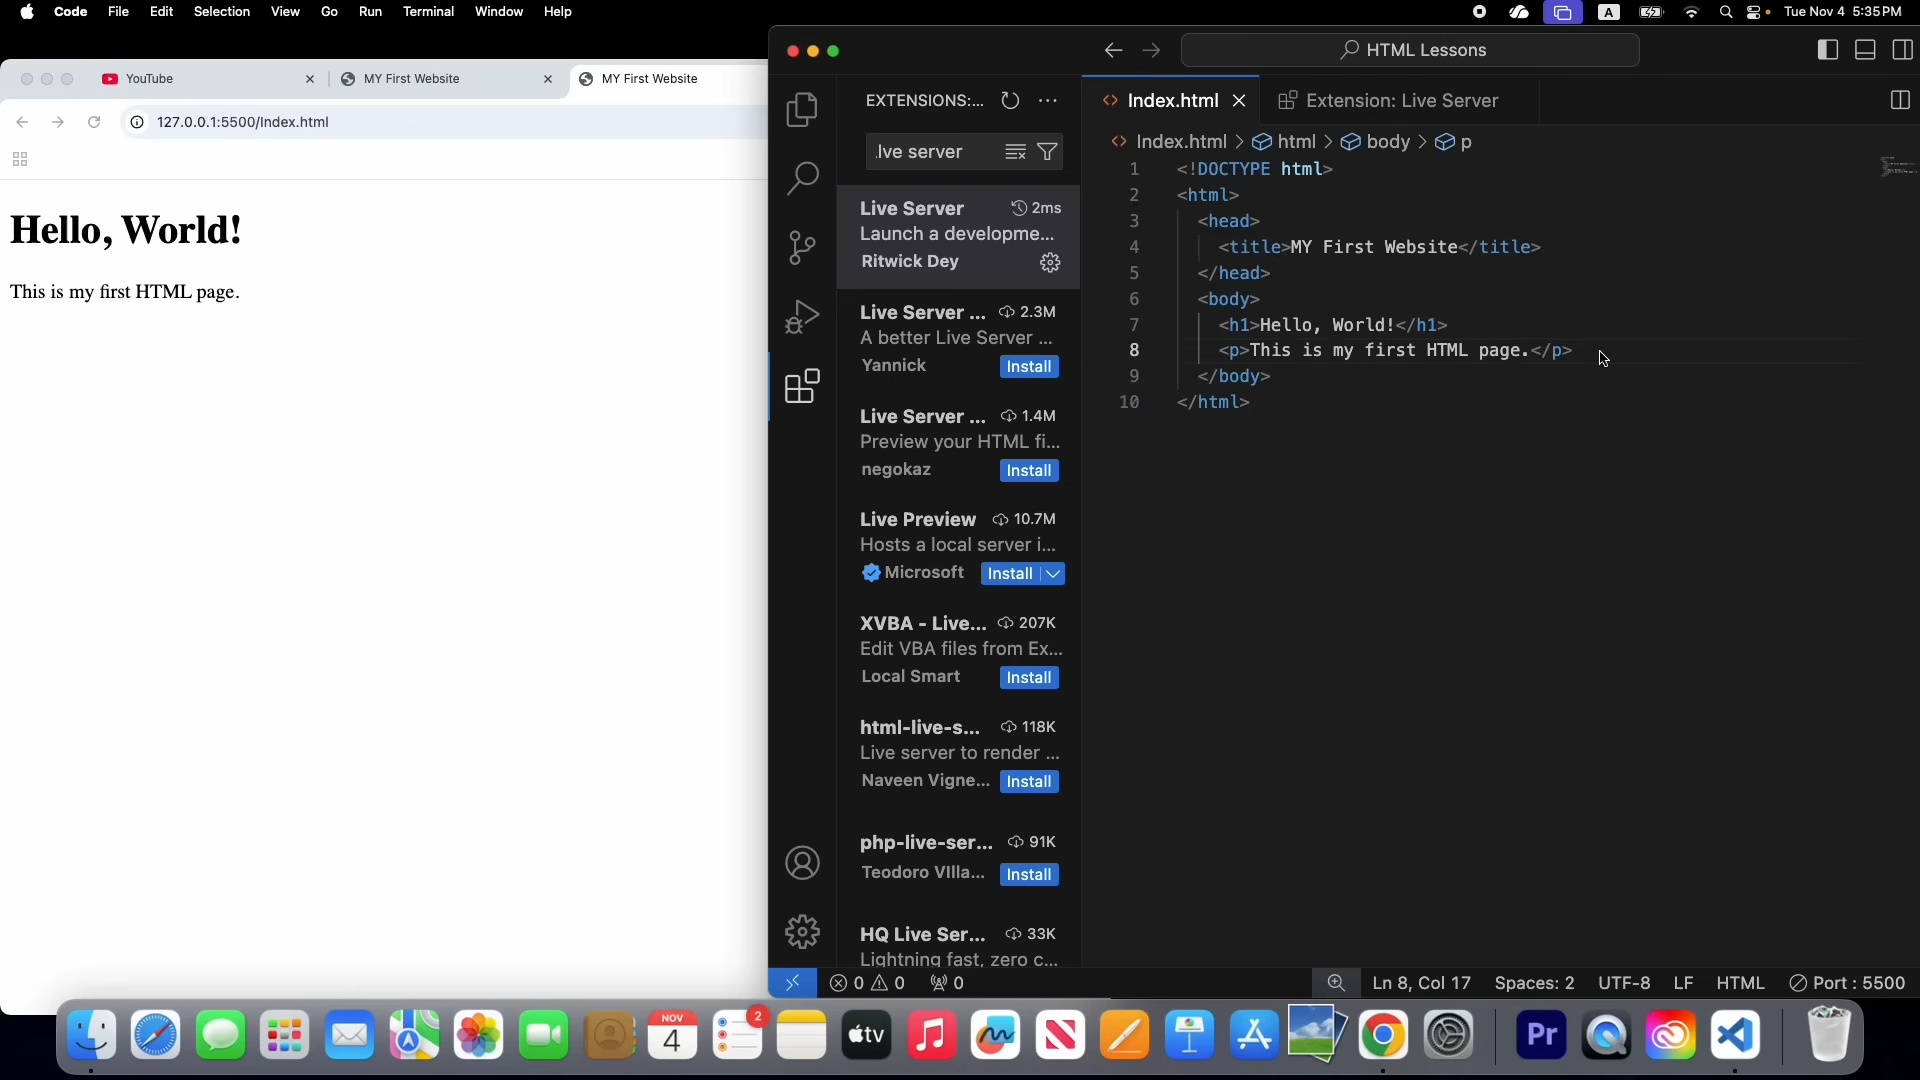 Code File Edit Selection View Go Run Terminal Window Help
A
Tue Nov 4 5:35 PM
YouTube
MY First Website
MY First Website
127.0.0.1:5500/Index.html
Hello, World!
This is my first HTML page.
HTML Lessons
EXTENSIONS:...
Index.html
Extension: Live Server
Index.html > html > body > p
lve server
Live Server 2ms
Launch a developme...
Ritwick Dey
Live Server ... 2.3M
A better Live Server ...
Yannick Install
Live Server ... 1.4M
Preview your HTML fi...
negokaz Install
Live Preview 10.7M
Hosts a local server i...
Microsoft Install
XVBA - Live... 207K
Edit VBA files from Ex...
Local Smart Install
html-live-s... 118K
Live server to render ...
Naveen Vigne... Install
php-live-ser... 91K
Teodoro VIlla... Install
HQ Live Ser... 33K
Lightning fast, zero c...
1 <!DOCTYPE html>
2 <html>
3 <head>
4 <title>MY First Website</title>
5 </head>
6 <body>
7 <h1>Hello, World!</h1>
8 <p>This is my first HTML page.</p>
9 </body>
10 </html>
0 0 0
Ln 8, Col 17 Spaces: 2 UTF-8 LF HTML Port : 5500
NOV
4
2
tv
Pr